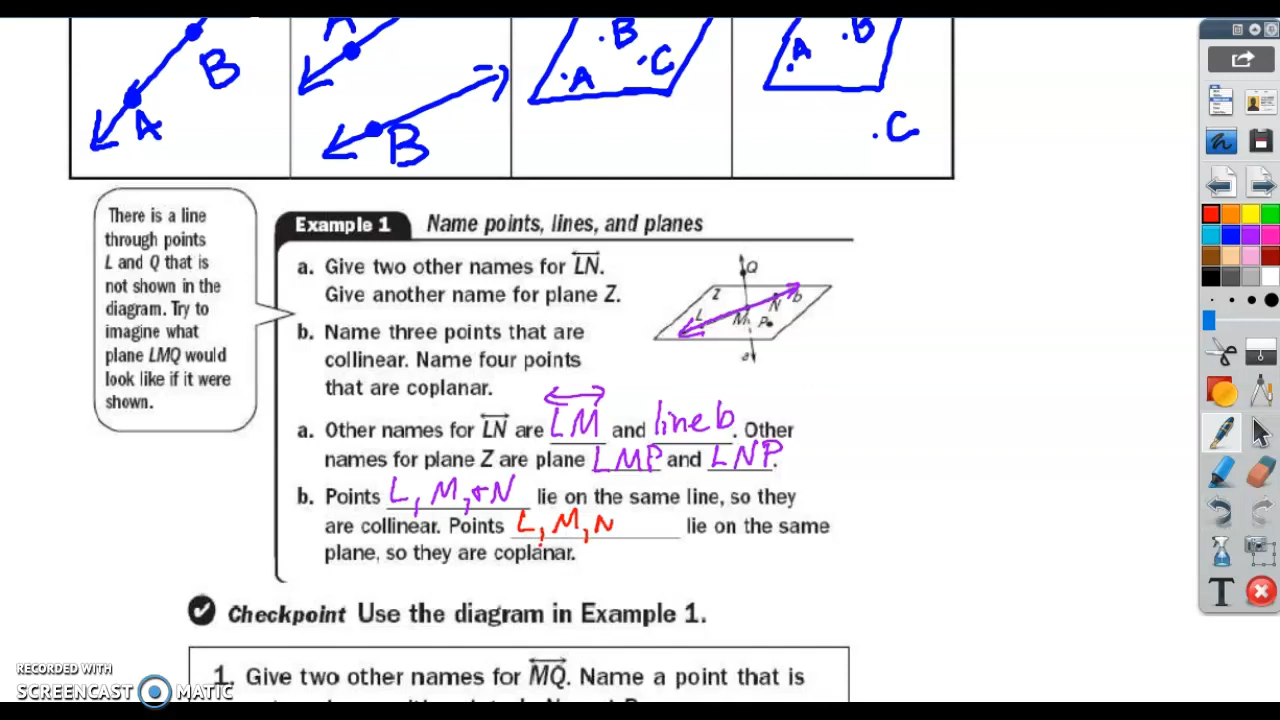 B
A
A
B
B
A
C
B
A
C
There is a line
through points
L and Q that is
not shown in the
diagram. Try to
imagine what
plane LMQ would
look like if it were
shown.
Example 1 Name points, lines, and planes
a. Give two other names for LN.
Give another name for plane Z.
b. Name three points that are
collinear. Name four points
that are coplanar.
Q
Z
L
M
N
b
P
a
a. Other names for LN are LM and line b. Other
names for plane Z are plane LMP and LNP.
b. Points L, M, + N lie on the same line, so they
are collinear. Points L, M, N lie on the same
plane, so they are coplanar.
Checkpoint Use the diagram in Example 1.
1. Give two other names for MQ. Name a point that is
RECORDED WITH
SCREENCAST MATIC
T